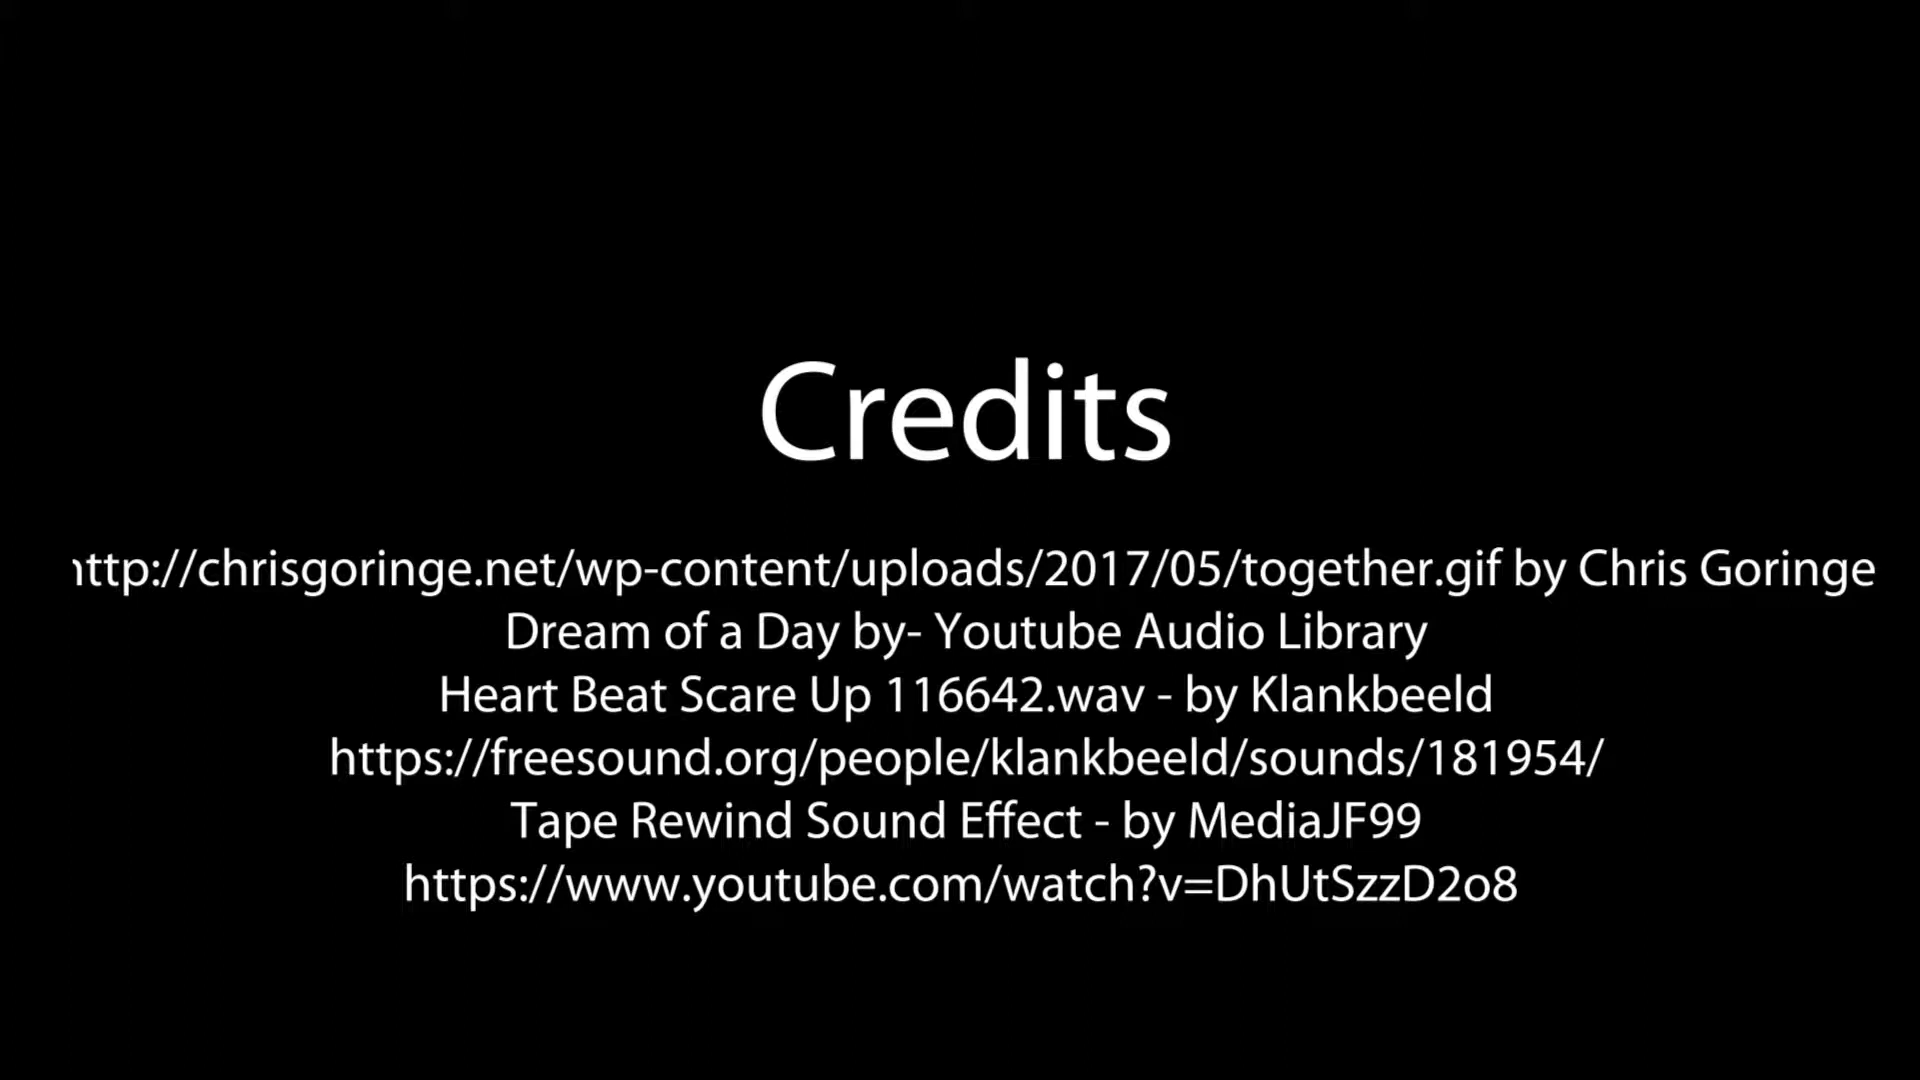 Credits
http://chrisgoringe.net/wp-content/uploads/2017/05/together.gif by Chris Goringe
Dream of a Day by- Youtube Audio Library
Heart Beat Scare Up 116642.wav - by Klankbeeld
https://freesound.org/people/klankbeeld/sounds/181954/
Tape Rewind Sound Effect - by MediaJF99
https://www.youtube.com/watch?v=DhUtSzzD2o8